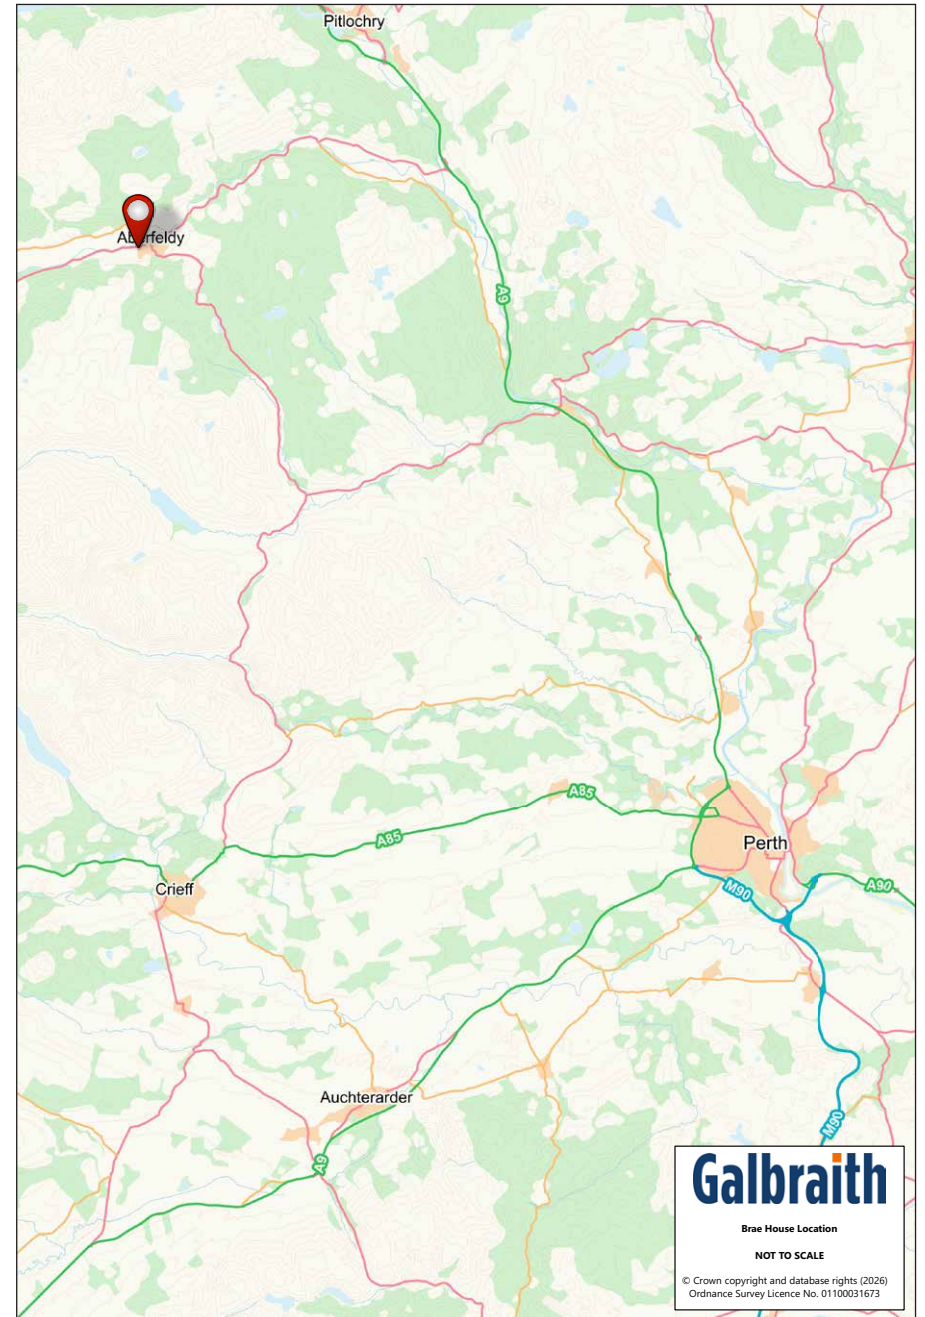 Pitlochry
Aberfeldy
A9
A85
A85
Perth
Crieff
M90
A90
Auchterarder
M90
A9
Galbraith
Brae House Location
NOT TO SCALE
© Crown copyright and database rights (2026)
Ordnance Survey Licence No. 01100031673